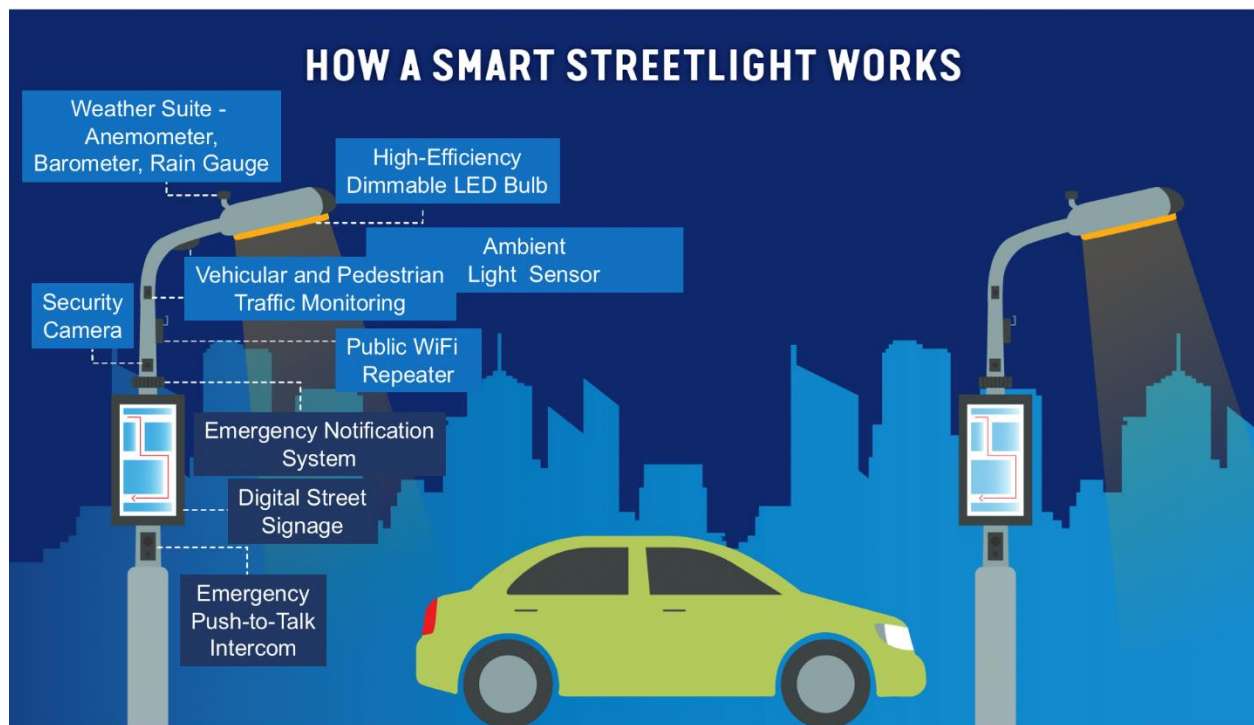 HOW A SMART STREETLIGHT WORKS
Weather Suite -
Anemometer,
Barometer, Rain Gauge
High-Efficiency
Dimmable LED Bulb
Ambient
Light Sensor
Vehicular and Pedestrian
Traffic Monitoring
Security
Camera
Public WiFi
Repeater
Emergency Notification
System
Digital Street
Signage
Emergency
Push-to-Talk
Intercom